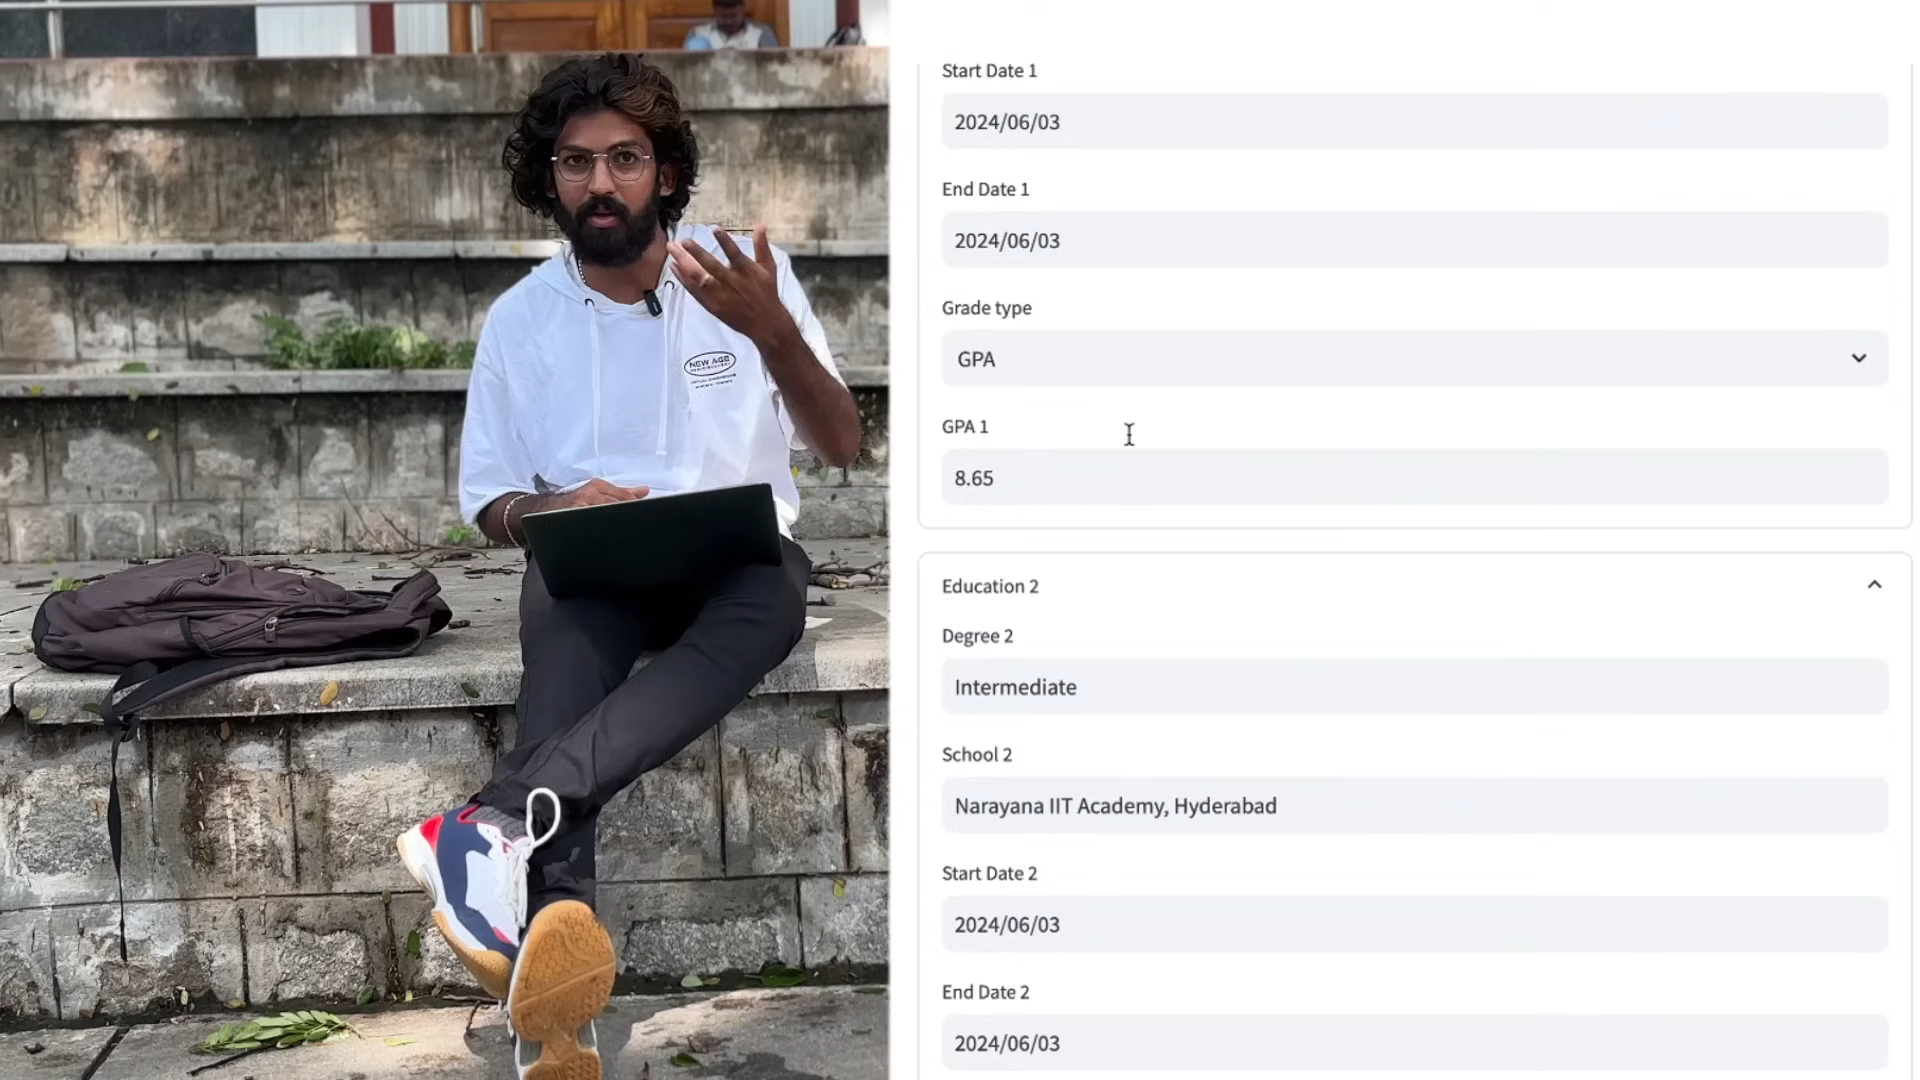 NEW AGE
Start Date 1
2024/06/03
End Date 1
2024/06/03
Grade type
GPA
GPA 1
8.65
Education 2
Degree 2
Intermediate
School 2
Narayana IIT Academy, Hyderabad
Start Date 2
2024/06/03
End Date 2
2024/06/03